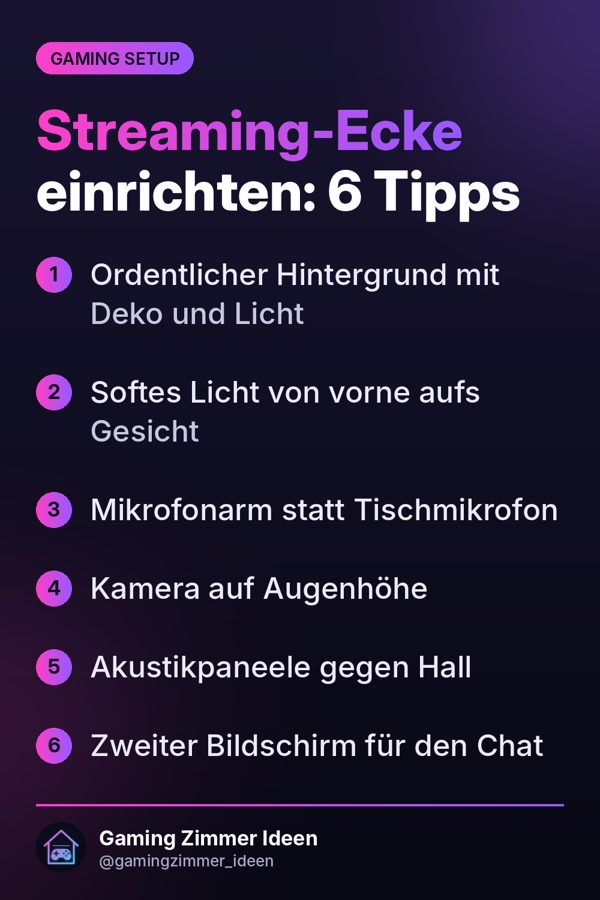 GAMING SETUP
Streaming-Ecke
einrichten: 6 Tipps
1 Ordentlicher Hintergrund mit
Deko und Licht
2 Softes Licht von vorne aufs
Gesicht
3 Mikrofonarm statt Tischmikrofon
4 Kamera auf Augenhöhe
5 Akustikpaneele gegen Hall
6 Zweiter Bildschirm für den Chat
Gaming Zimmer Ideen
@gamingzimmer_ideen